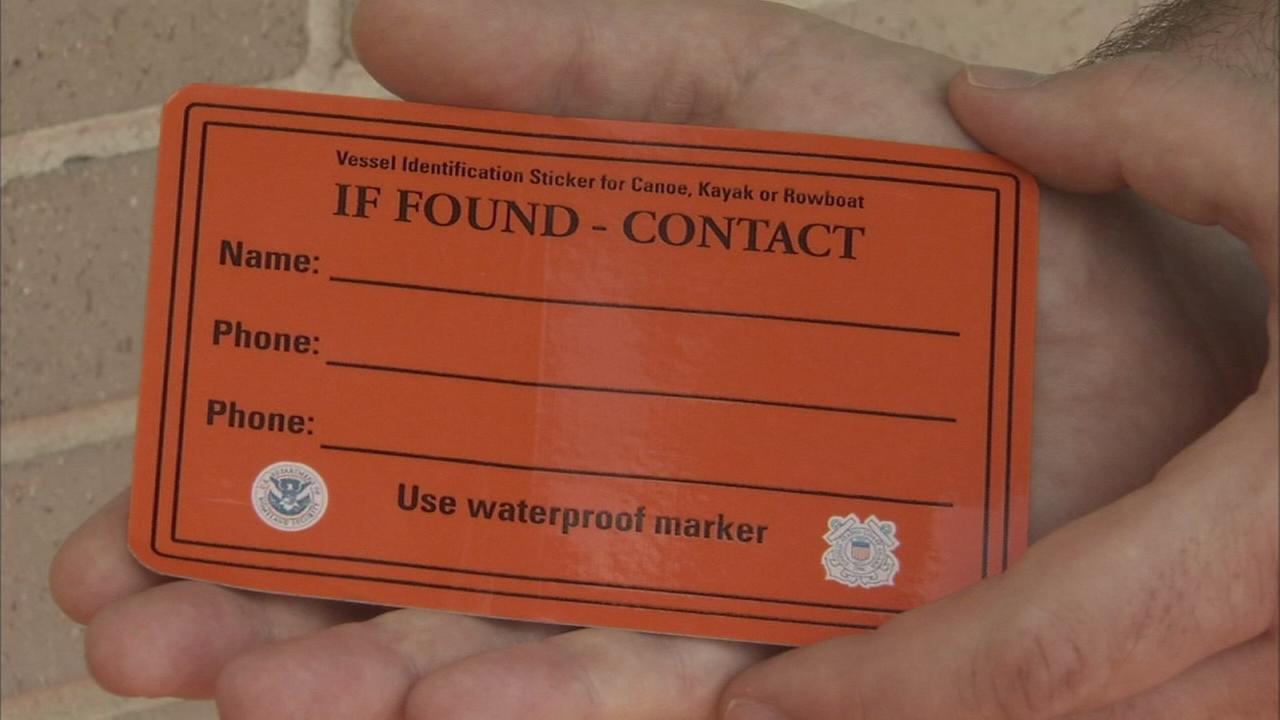 Vessel Identification Sticker for Canoe, Kayak or Rowboat
IF FOUND - CONTACT
Name:
Phone:
Phone:
Use waterproof marker